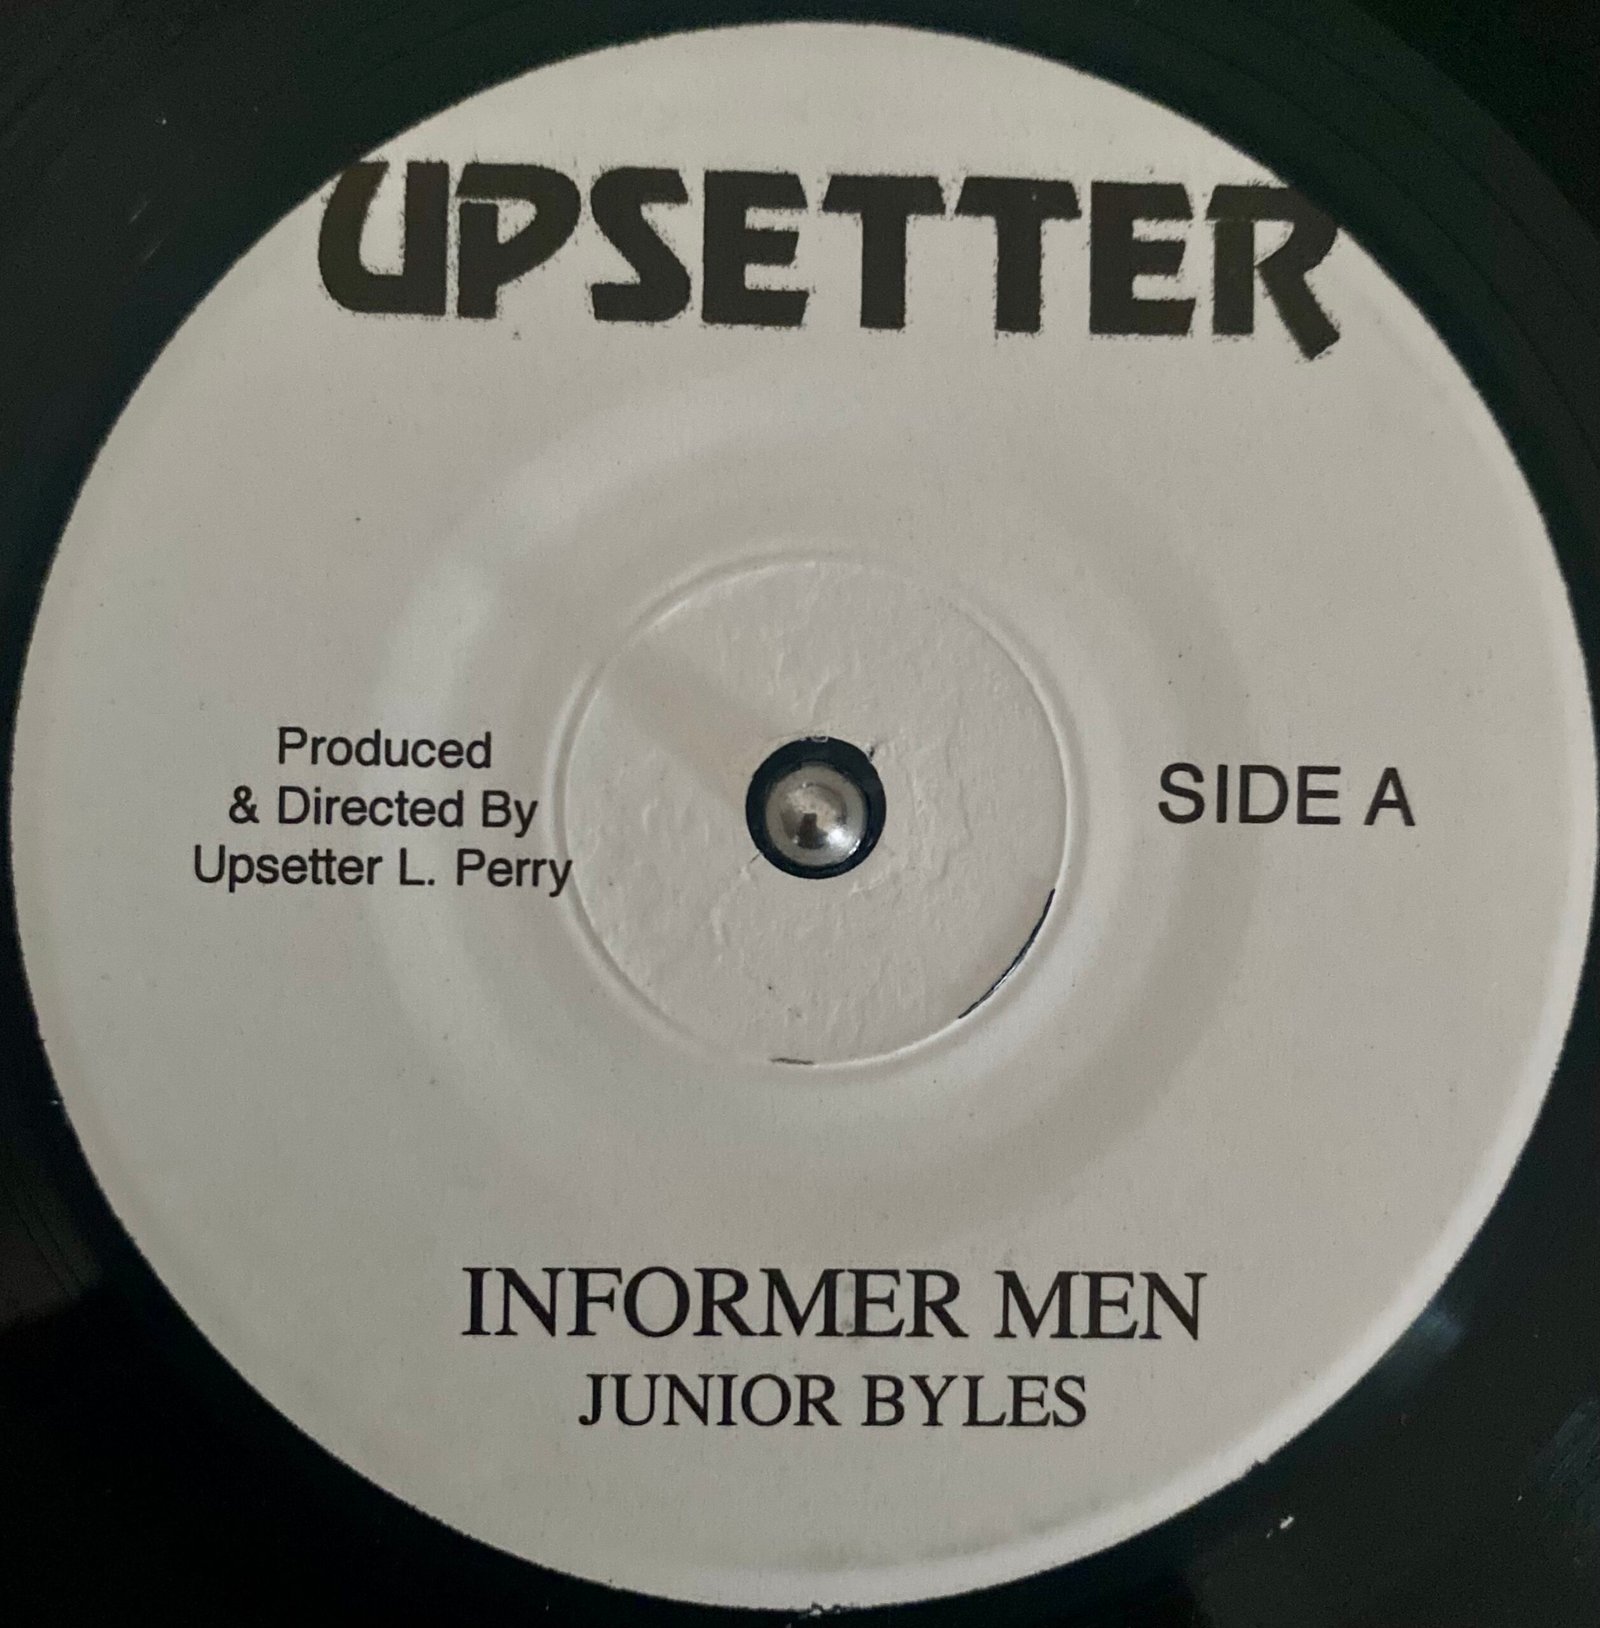 UPSETTER
Produced
& Directed By
Upsetter L. Perry
SIDE A
INFORMER MEN
JUNIOR BYLES